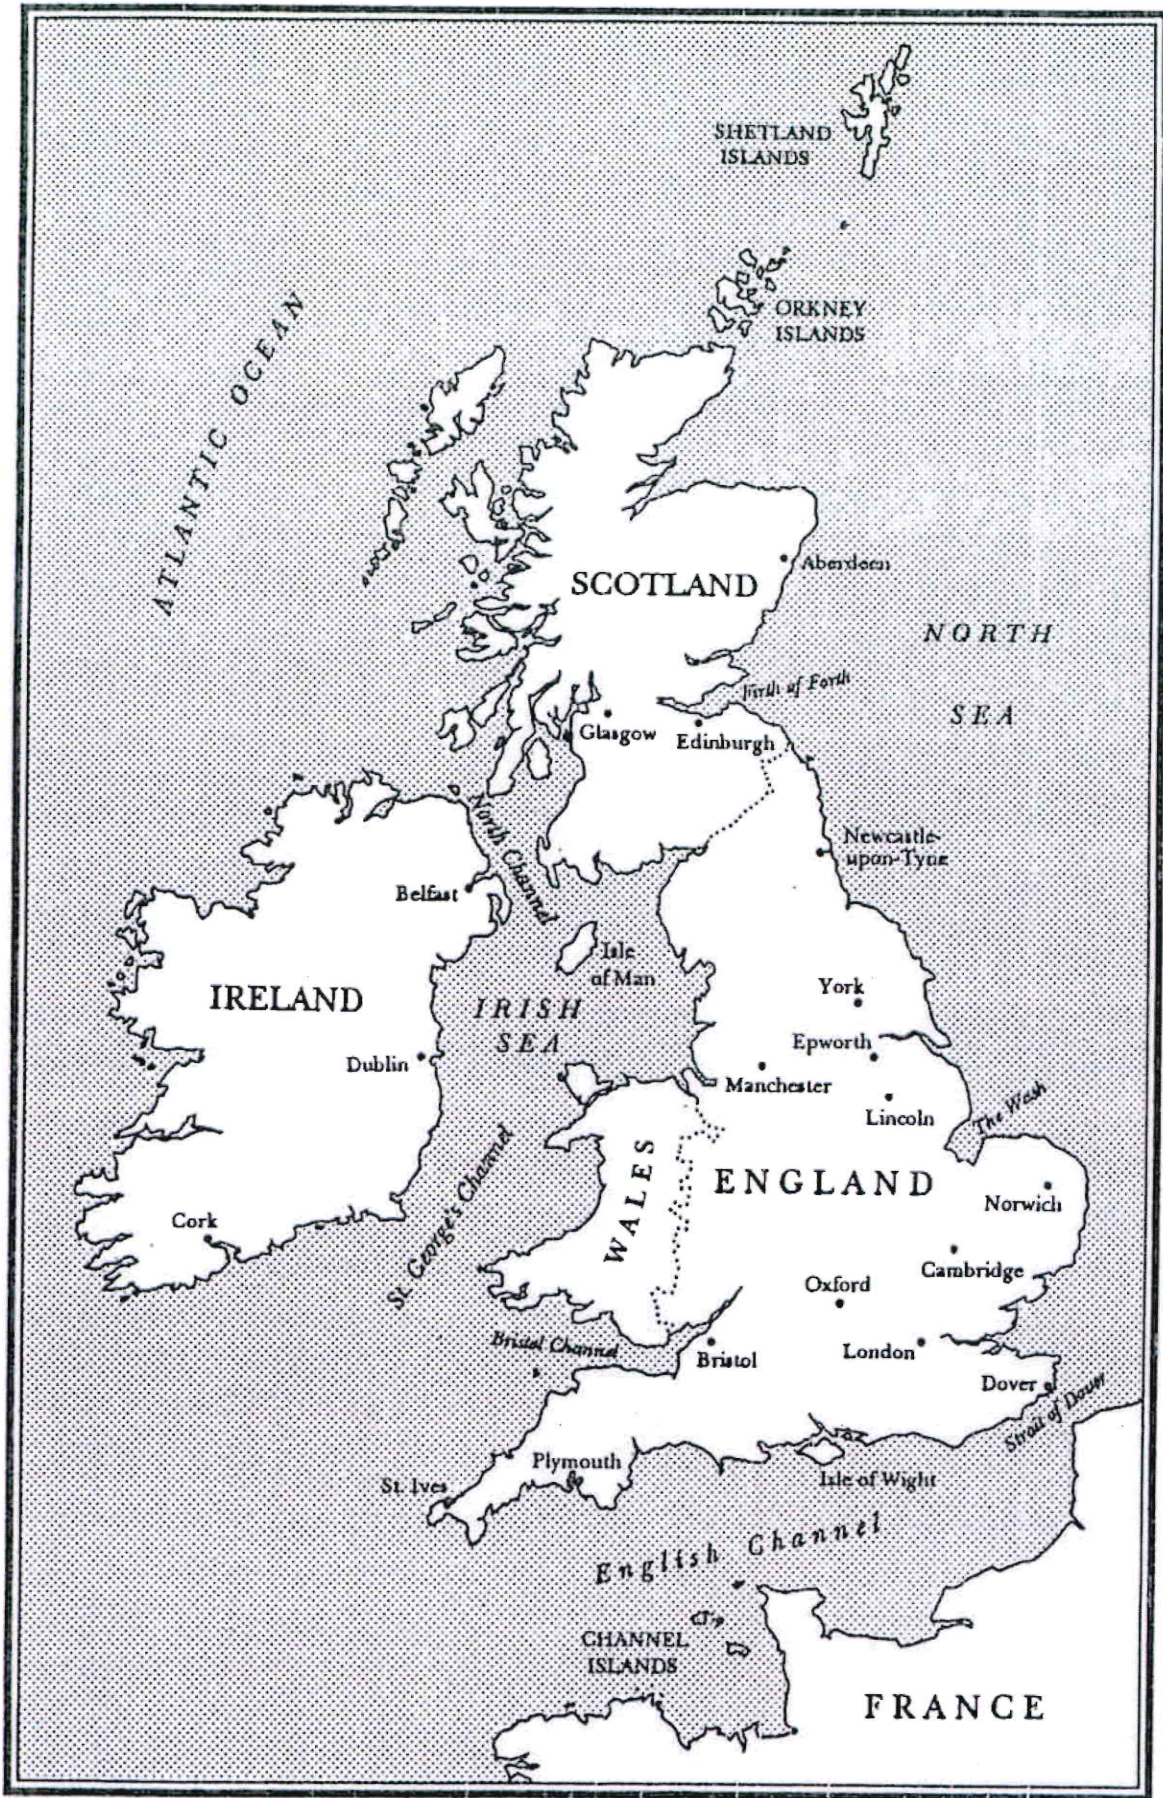 SHETLAND
ISLANDS
ORKNEY
ISLANDS
ATLANTIC OCEAN
Aberdeen
SCOTLAND
NORTH
SEA
Firth of Forth
Glasgow
Edinburgh
North Channel
Newcastle-
upon-Tyne
Belfast
Isle
of Man
IRELAND
IRISH
SEA
York
Epworth
Dublin
Manchester
Lincoln
The Wash
St. George's Channel
WALES
ENGLAND
Norwich
Cork
Cambridge
Oxford
Bristol Channel
Bristol
London
Dover
Strait of Dover
Plymouth
St. Ives
Isle of Wight
English Channel
CHANNEL
ISLANDS
FRANCE